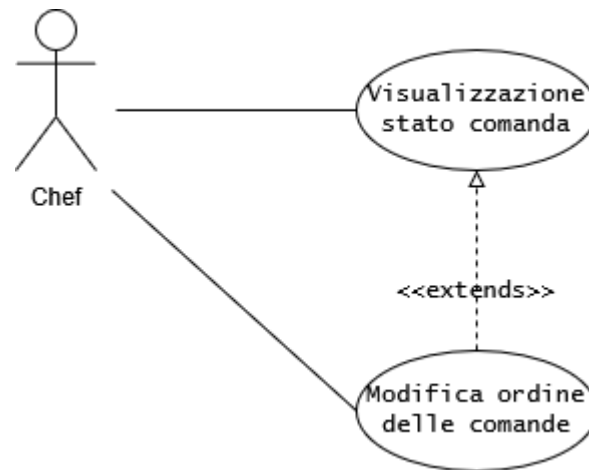 Visualizzazione
stato comanda
Chef
<<extends>>
Modifica ordine
delle comande